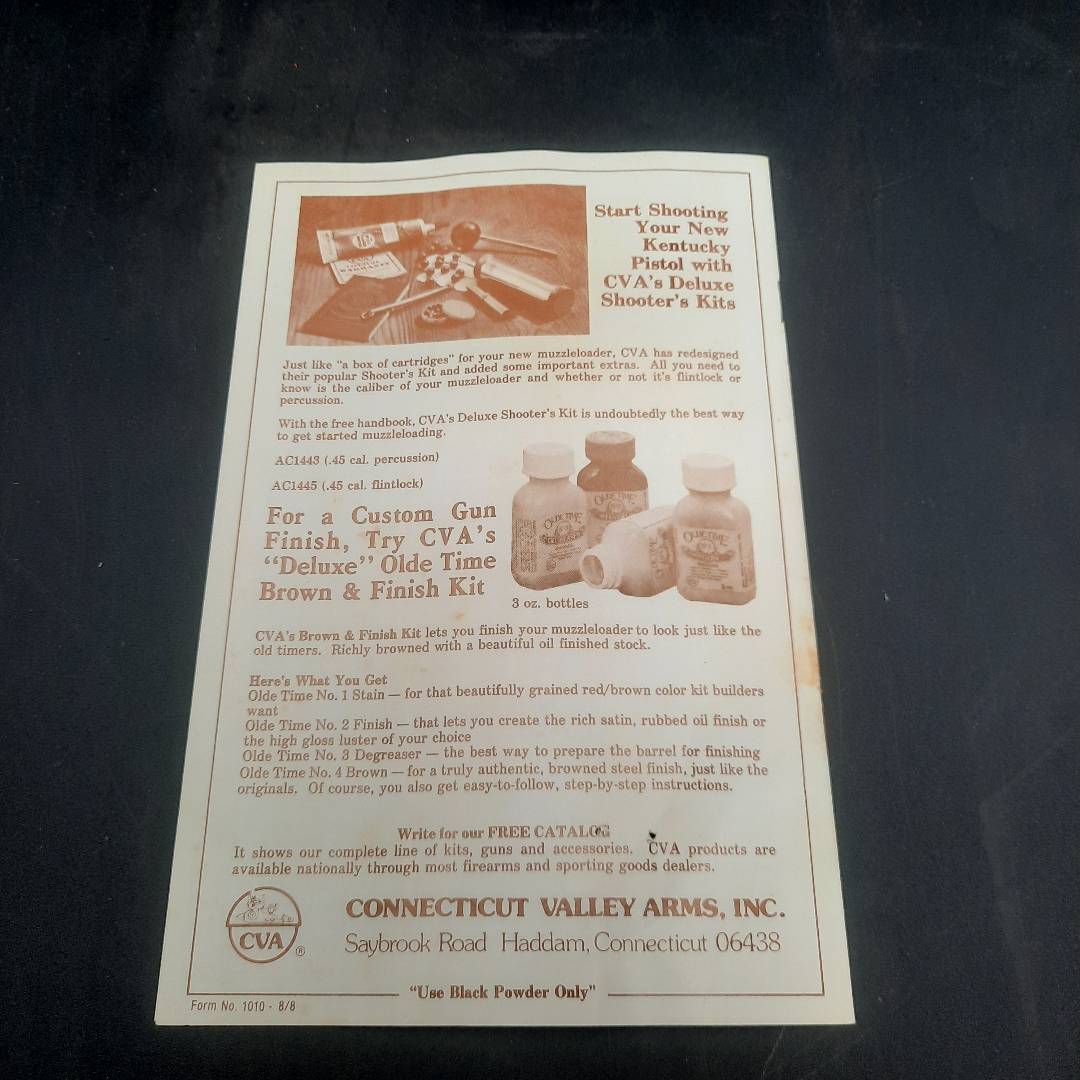 Start Shooting
Your New
Kentucky
Pistol with
CVA's Deluxe
Shooter's Kits
Just like "a box of cartridges" for your new muzzleloader, CVA has redesigned
their popular Shooter's Kit and added some important extras. All you need to
know is the caliber of your muzzleloader and whether or not it's flintlock or
percussion.
With the free handbook, CVA's Deluxe Shooter's Kit is undoubtedly the best way
to get started muzzleloading.
AC1443 (.45 cal. percussion)
AC1445 (.45 cal. flintlock)
For a Custom Gun
Finish, Try CVA's
"Deluxe" Olde Time
Brown & Finish Kit
OLDE TIME
OLDE TIME
OLDE TIME
OLDE TIME
3 oz. bottles
CVA's Brown & Finish Kit lets you finish your muzzleloader to look just like the
old timers. Richly browned with a beautiful oil finished stock.
Here's What You Get
Olde Time No. 1 Stain — for that beautifully grained red/brown color kit builders
want
Olde Time No. 2 Finish — that lets you create the rich satin, rubbed oil finish or
the high gloss luster of your choice
Olde Time No. 3 Degreaser — the best way to prepare the barrel for finishing
Olde Time No. 4 Brown — for a truly authentic, browned steel finish, just like the
originals. Of course, you also get easy-to-follow, step-by-step instructions.
Write for our FREE CATALOG
It shows our complete line of kits, guns and accessories. CVA products are
available nationally through most firearms and sporting goods dealers.
CVA ®
CONNECTICUT VALLEY ARMS, INC.
Saybrook Road Haddam, Connecticut 06438
"Use Black Powder Only"
Form No. 1010 - 8/8